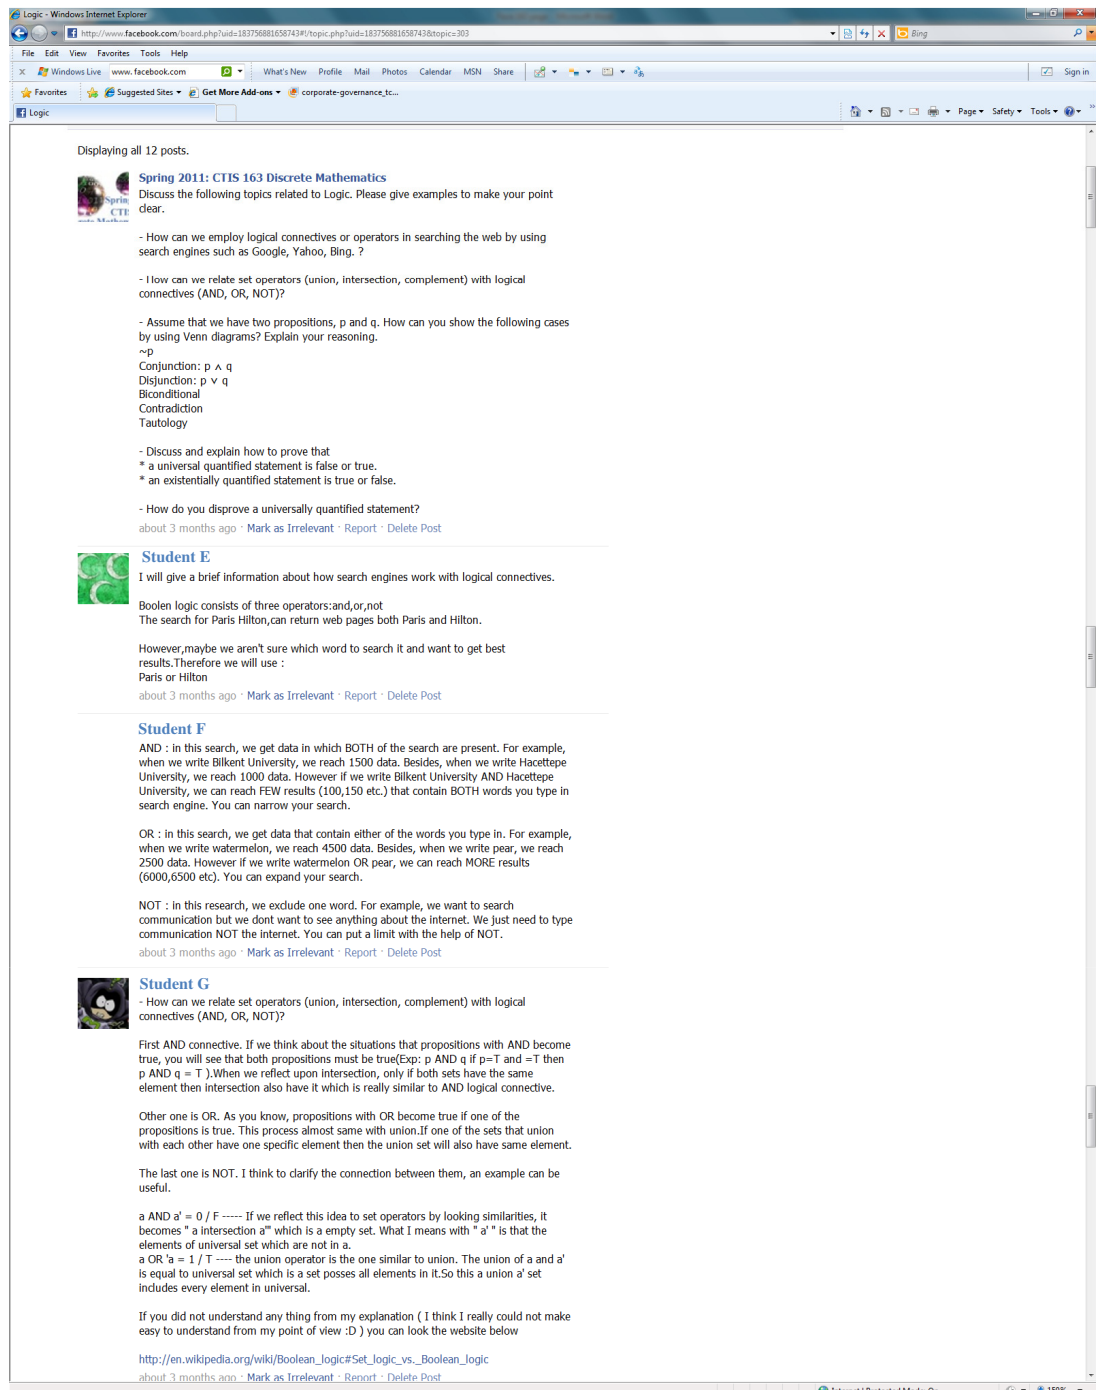 Logic - Windows Internet Explorer
http://www.facebook.com/board.php?uid=183756881658743#!/topic.php?uid=183756881658743&topic=303
Bing
File Edit View Favorites Tools Help
x Windows Live www.facebook.com What's New Profile Mail Photos Calendar MSN Share Sign in
Favorites Suggested Sites Get More Add-ons corporate-governance_tc...
Logic Page Safety Tools
Displaying all 12 posts.
Spring 2011: CTIS 163 Discrete Mathematics
Discuss the following topics related to Logic. Please give examples to make your point
clear.
- How can we employ logical connectives or operators in searching the web by using
search engines such as Google, Yahoo, Bing. ?
- How can we relate set operators (union, intersection, complement) with logical
connectives (AND, OR, NOT)?
- Assume that we have two propositions, p and q. How can you show the following cases
by using Venn diagrams? Explain your reasoning.
~p
Conjunction: p ∧ q
Disjunction: p ∨ q
Biconditional
Contradiction
Tautology
- Discuss and explain how to prove that
* a universal quantified statement is false or true.
* an existentially quantified statement is true or false.
- How do you disprove a universally quantified statement?
about 3 months ago · Mark as Irrelevant · Report · Delete Post
Student E
I will give a brief information about how search engines work with logical connectives.
Boolen logic consists of three operators:and,or,not
The search for Paris Hilton,can return web pages both Paris and Hilton.
However,maybe we aren't sure which word to search it and want to get best
results.Therefore we will use :
Paris or Hilton
about 3 months ago · Mark as Irrelevant · Report · Delete Post
Student F
AND : in this search, we get data in which BOTH of the search are present. For example,
when we write Bilkent University, we reach 1500 data. Besides, when we write Hacettepe
University, we reach 1000 data. However if we write Bilkent University AND Hacettepe
University, we can reach FEW results (100,150 etc.) that contain BOTH words you type in
search engine. You can narrow your search.
OR : in this search, we get data that contain either of the words you type in. For example,
when we write watermelon, we reach 4500 data. Besides, when we write pear, we reach
2500 data. However if we write watermelon OR pear, we can reach MORE results
(6000,6500 etc). You can expand your search.
NOT : in this research, we exclude one word. For example, we want to search
communication but we dont want to see anything about the internet. We just need to type
communication NOT the internet. You can put a limit with the help of NOT.
about 3 months ago · Mark as Irrelevant · Report · Delete Post
Student G
- How can we relate set operators (union, intersection, complement) with logical
connectives (AND, OR, NOT)?
First AND connective. If we think about the situations that propositions with AND become
true, you will see that both propositions must be true(Exp: p AND q if p=T and =T then
p AND q = T ).When we reflect upon intersection, only if both sets have the same
element then intersection also have it which is really similar to AND logical connective.
Other one is OR. As you know, propositions with OR become true if one of the
propositions is true. This process almost same with union.If one of the sets that union
with each other have one specific element then the union set will also have same element.
The last one is NOT. I think to clarify the connection between them, an example can be
useful.
a AND a' = 0 / F ----- If we reflect this idea to set operators by looking similarities, it
becomes " a intersection a'" which is a empty set. What I means with " a' " is that the
elements of universal set which are not in a.
a OR 'a = 1 / T ---- the union operator is the one similar to union. The union of a and a'
is equal to universal set which is a set posses all elements in it.So this a union a' set
includes every element in universal.
If you did not understand any thing from my explanation ( I think I really could not make
easy to understand from my point of view :D ) you can look the website below
http://en.wikipedia.org/wiki/Boolean_logic#Set_logic_vs._Boolean_logic
about 3 months ago · Mark as Irrelevant · Report · Delete Post